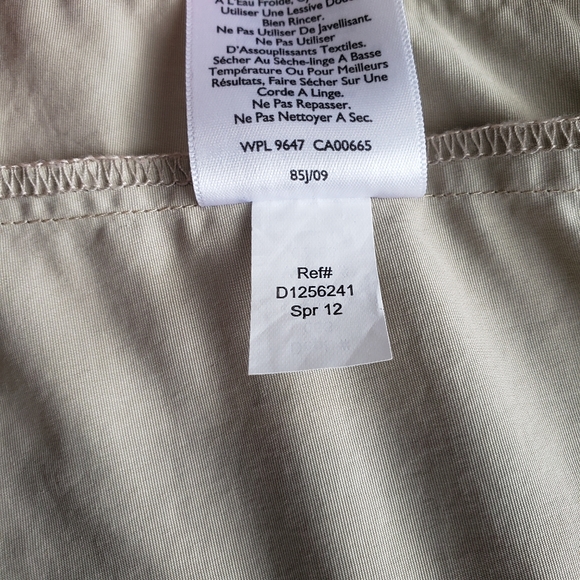 À L'Eau Froide,
Utiliser Une Lessive
Bien Rincer.
Ne Pas Utiliser De Javellisant.
Ne Pas Utiliser
D'Assouplissants Textiles.
Sécher Au Sèche-linge A Basse
Température Ou Pour Meilleurs
Résultats, Faire Sécher Sur Une
Corde A Linge.
Ne Pas Repasser.
Ne Pas Nettoyer A Sec.
WPL 9647 CA00665
85J/09
Ref#
D1256241
Spr 12